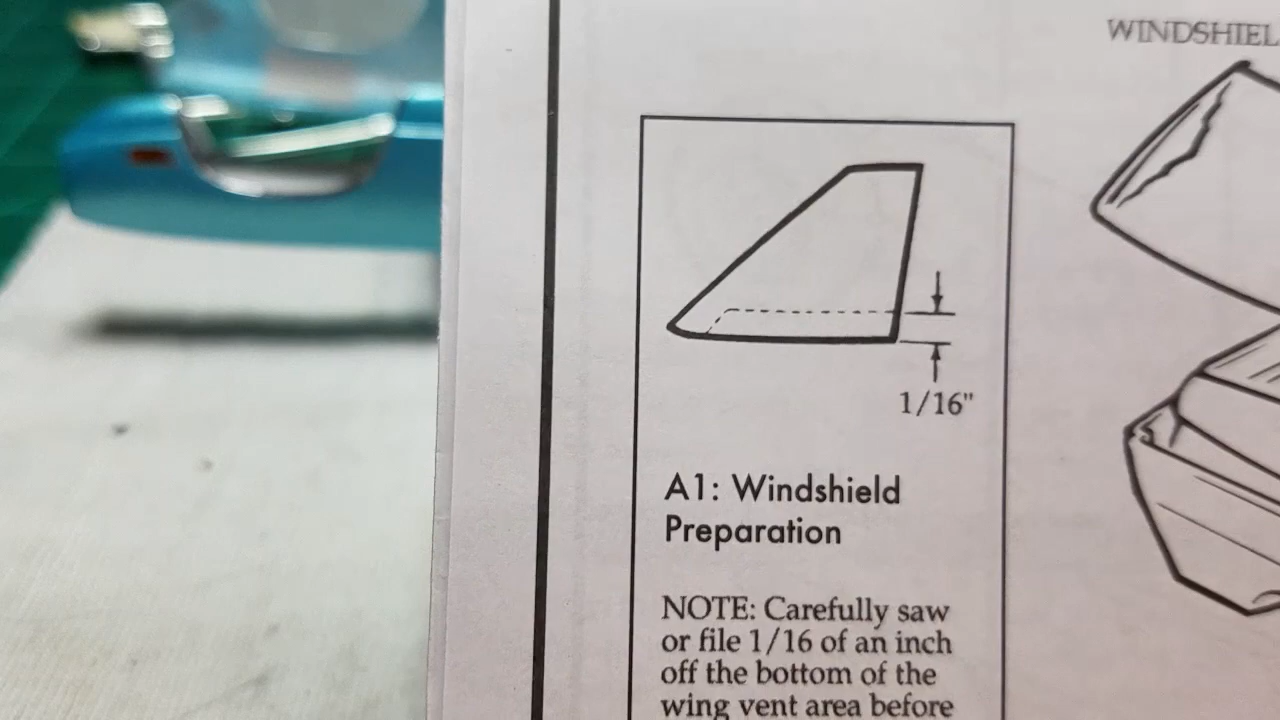 1/16"
A1: Windshield
Preparation
NOTE: Carefully saw
or file 1/16 of an inch
off the bottom of the
wing vent area before